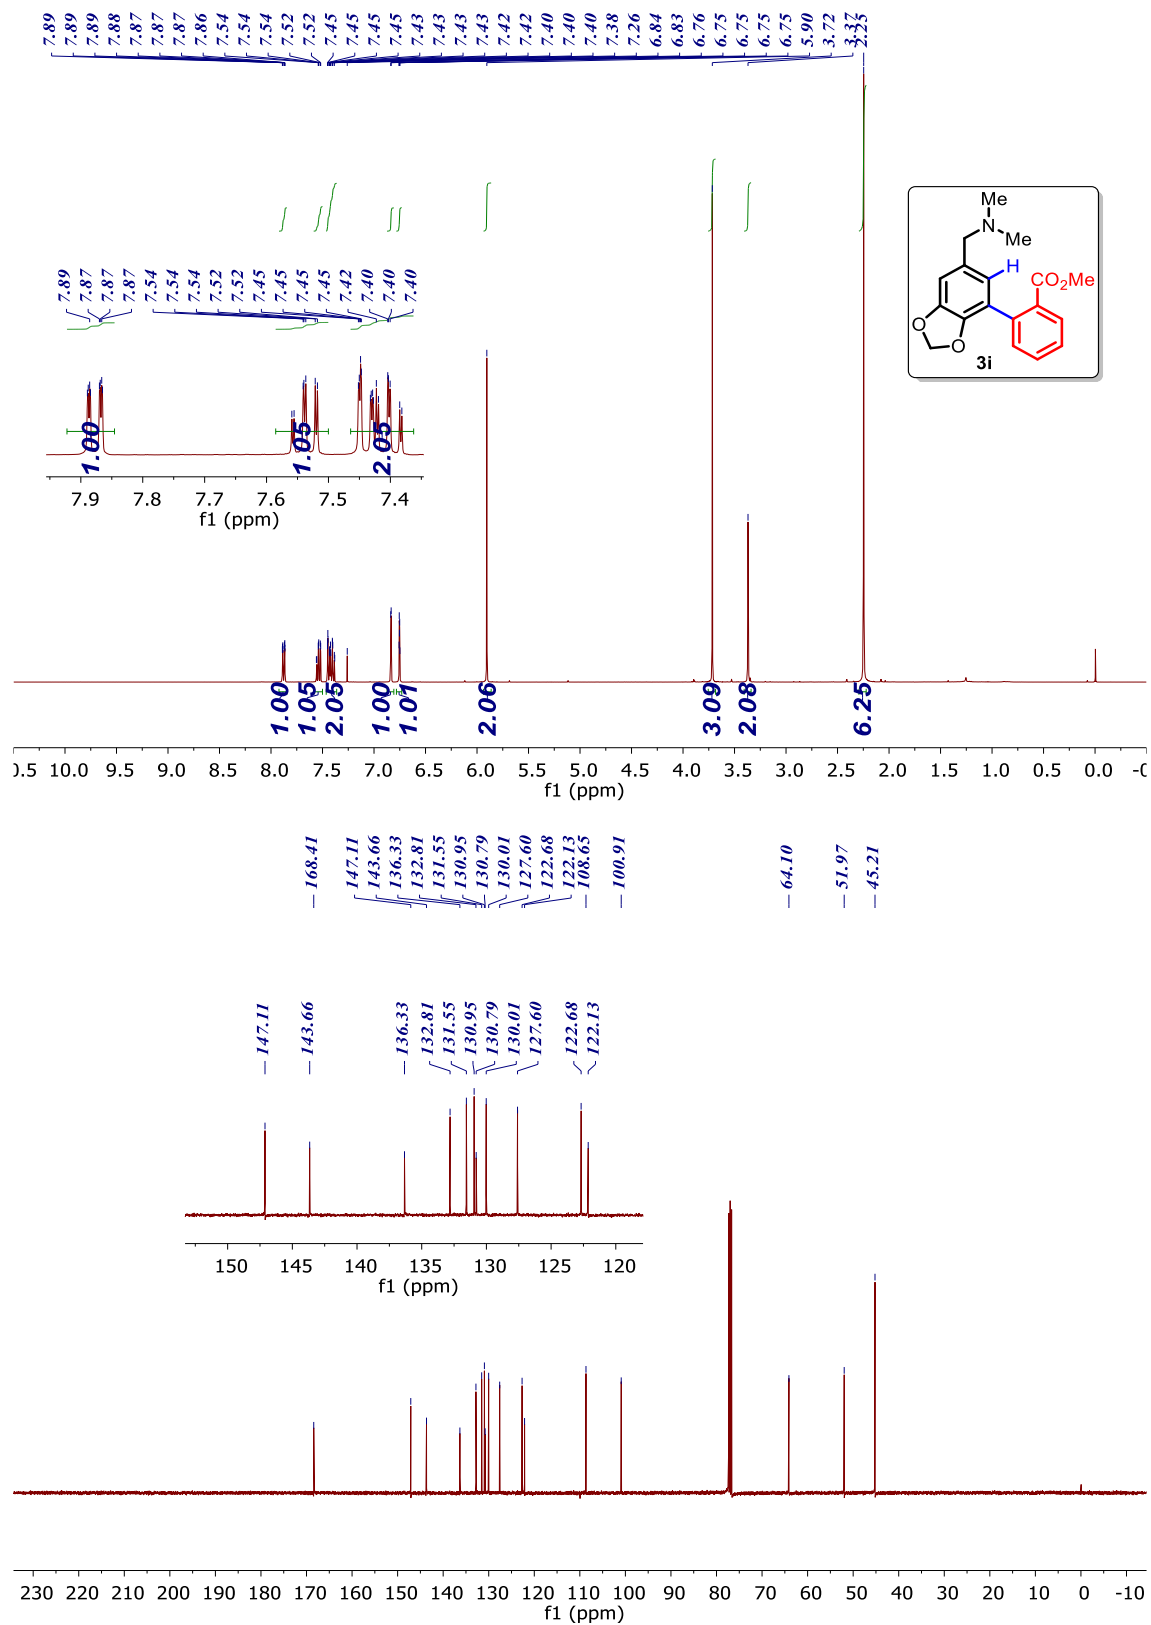 7.89 7.89 7.89 7.88 7.87 7.87 7.86 7.54 7.54 7.54 7.52 7.52 7.45 7.45 7.45 7.45 7.43 7.43 7.43 7.43 7.42 7.42 7.40 7.40 7.40 7.38 7.26 6.84 6.83 6.76 6.75 6.75 6.75 6.75 5.90 3.72 3.37 2.25
7.89 7.87 7.87 7.87 7.54 7.54 7.54 7.52 7.52 7.45 7.45 7.45 7.45 7.42 7.40 7.40 7.40
Me
N
Me
H
CO2Me
O
O
3i
1.00 1.05 2.05
7.9 7.8 7.7 7.6 7.5 7.4
f1 (ppm)
1.00 1.05 2.05 1.00 1.01 2.06 3.09 2.08 6.25
0.5 10.0 9.5 9.0 8.5 8.0 7.5 7.0 6.5 6.0 5.5 5.0 4.5 4.0 3.5 3.0 2.5 2.0 1.5 1.0 0.5 0.0 -0
f1 (ppm)
168.41 147.11 143.66 136.33 132.81 131.55 130.95 130.79 130.01 127.60 122.68 122.13 108.65 100.91 64.10 51.97 45.21
147.11 143.66 136.33 132.81 131.55 130.95 130.79 130.01 127.60 122.68 122.13
150 145 140 135 130 125 120
f1 (ppm)
230 220 210 200 190 180 170 160 150 140 130 120 110 100 90 80 70 60 50 40 30 20 10 0 -10
f1 (ppm)